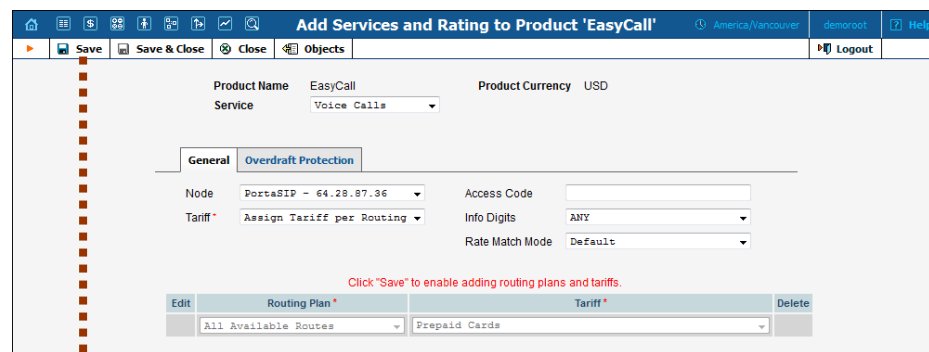 Add Services and Rating to Product 'EasyCall' America/Vancouver demoroot Help
Save Save & Close Close Objects Logout
Product Name EasyCall Product Currency USD
Service Voice Calls
General Overdraft Protection
Node PortaSIP - 64.28.87.36 Access Code
Tariff * Assign Tariff per Routing Info Digits ANY
Rate Match Mode Default
Click "Save" to enable adding routing plans and tariffs.
Edit Routing Plan * Tariff * Delete
All Available Routes Prepaid Cards